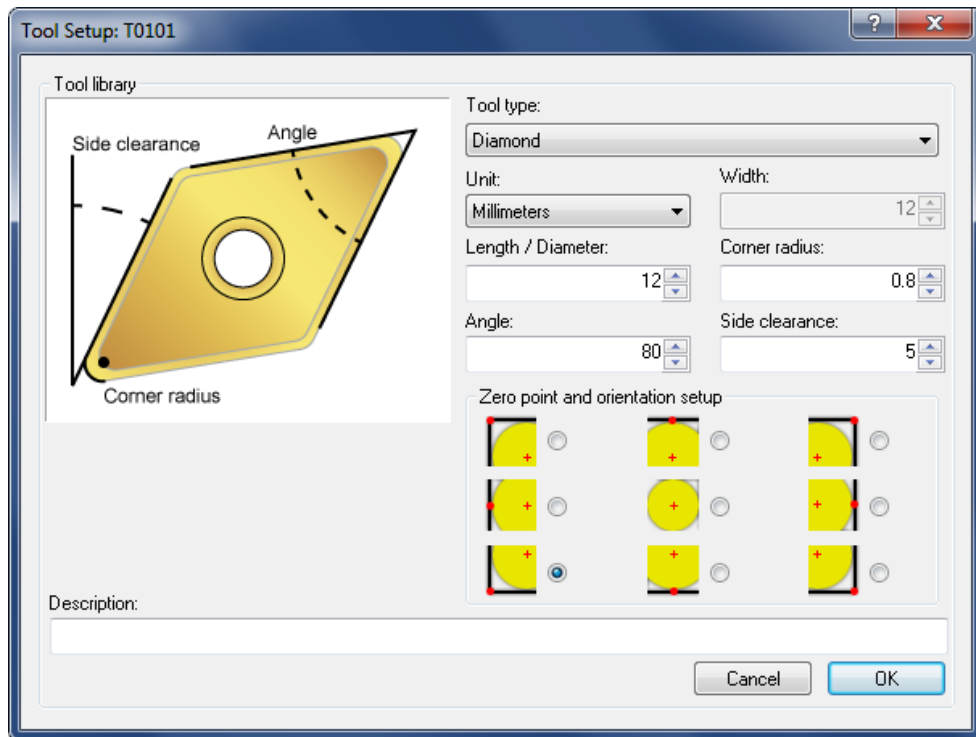 Tool Setup: T0101
?
X
Tool library
Side clearance
Angle
Corner radius
Tool type:
Diamond
Unit:
Width:
Millimeters
12
Length / Diameter:
Corner radius:
12
0.8
Angle:
Side clearance:
80
5
Zero point and orientation setup
Description:
Cancel
OK